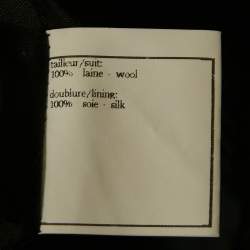 tailleur/suit:
100% laine - wool
doublure/lining:
100% soie - silk